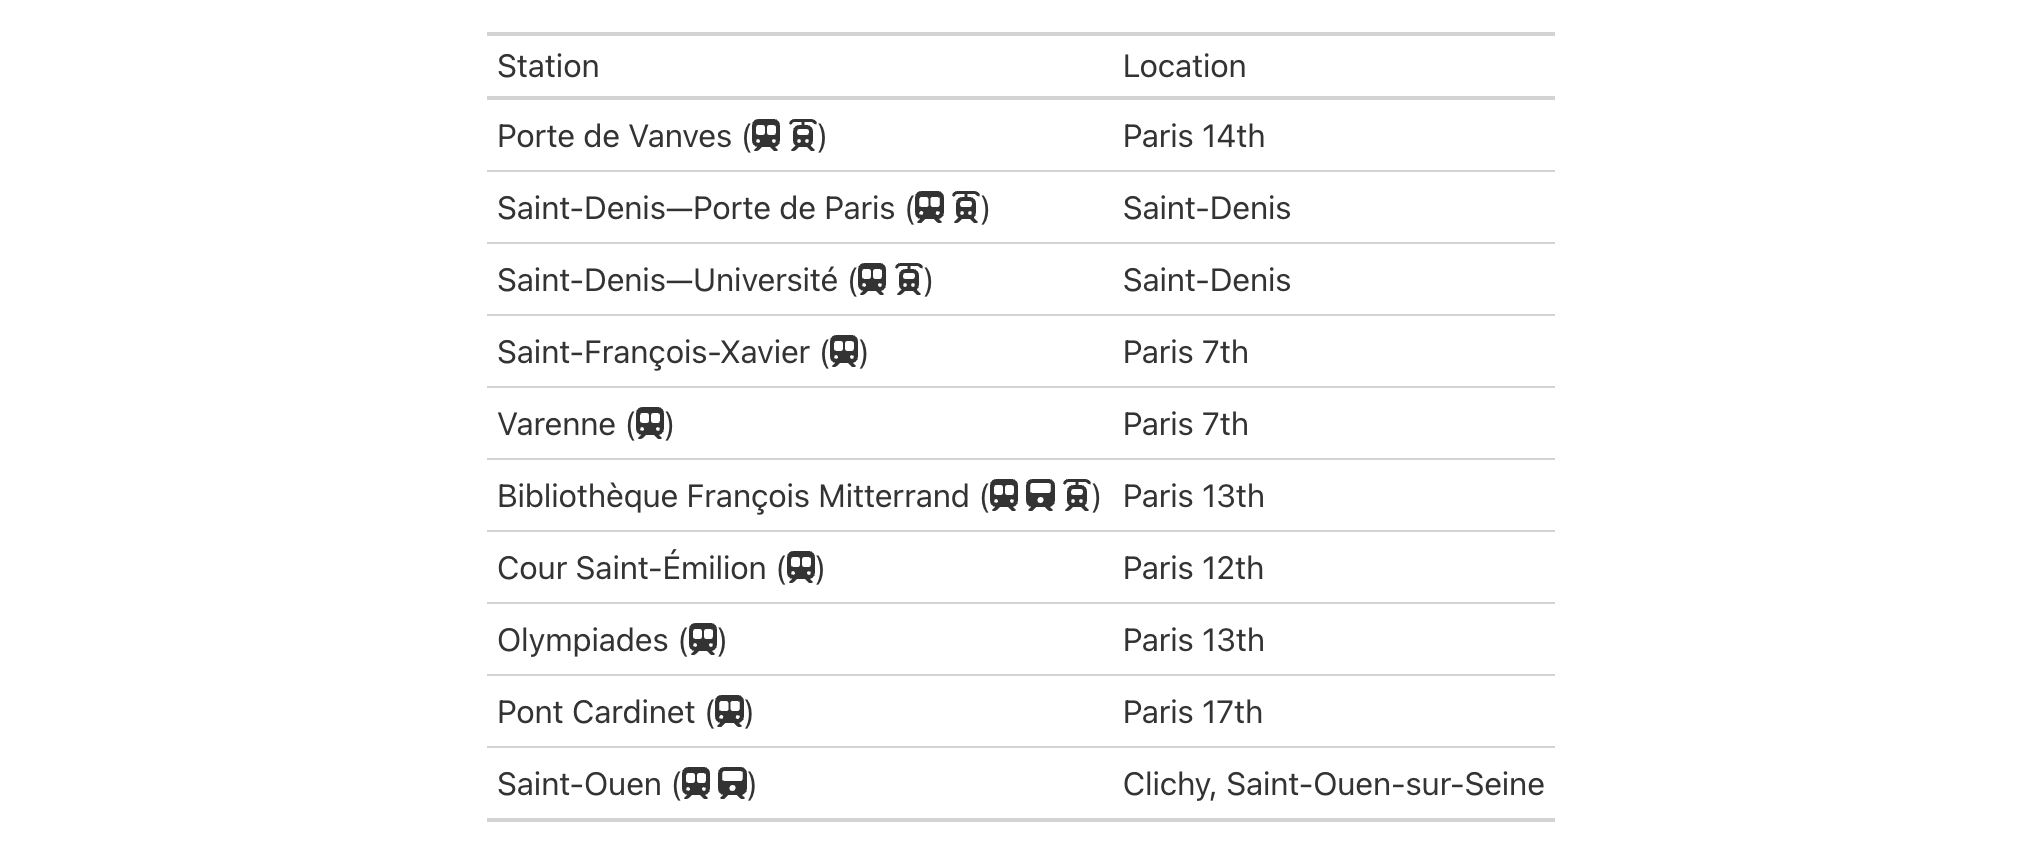 Station Location
Porte de Vanves ( ) Paris 14th
Saint-Denis—Porte de Paris ( ) Saint-Denis
Saint-Denis—Université ( ) Saint-Denis
Saint-François-Xavier ( ) Paris 7th
Varenne ( ) Paris 7th
Bibliothèque François Mitterrand ( ) Paris 13th
Cour Saint-Émilion ( ) Paris 12th
Olympiades ( ) Paris 13th
Pont Cardinet ( ) Paris 17th
Saint-Ouen ( ) Clichy, Saint-Ouen-sur-Seine